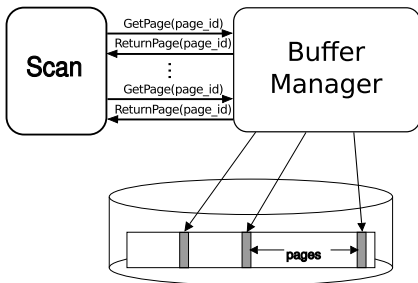 Scan
GetPage(page_id)
ReturnPage(page_id)
⋮
GetPage(page_id)
ReturnPage(page_id)
Buffer
Manager
pages